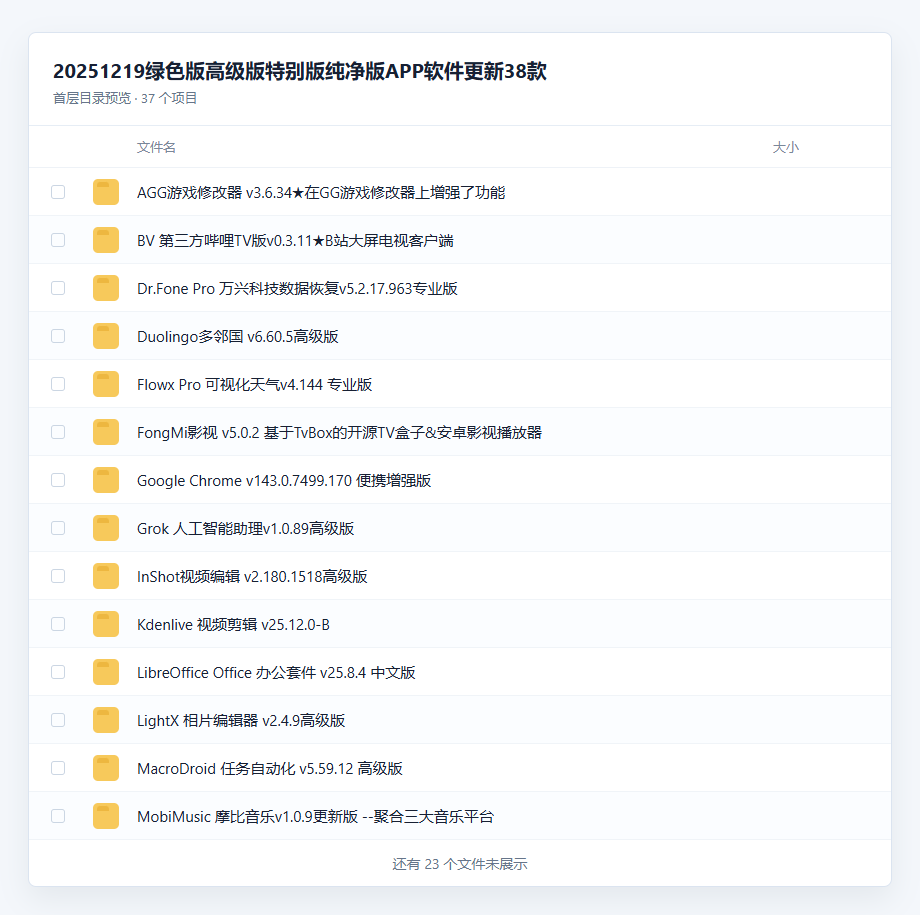 20251219绿色版高级版特别版纯净版APP软件更新38款
首层目录预览 · 37 个项目
文件名 大小
AGG游戏修改器 v3.6.34★在GG游戏修改器上增强了功能
BV 第三方哔哩TV版v0.3.11★B站大屏电视客户端
Dr.Fone Pro 万兴科技数据恢复v5.2.17.963专业版
Duolingo多邻国 v6.60.5高级版
Flowx Pro 可视化天气v4.144 专业版
FongMi影视 v5.0.2 基于TvBox的开源TV盒子&安卓影视播放器
Google Chrome v143.0.7499.170 便携增强版
Grok 人工智能助理v1.0.89高级版
InShot视频编辑 v2.180.1518高级版
Kdenlive 视频剪辑 v25.12.0-B
LibreOffice Office 办公套件 v25.8.4 中文版
LightX 相片编辑器 v2.4.9高级版
MacroDroid 任务自动化 v5.59.12 高级版
MobiMusic 摩比音乐v1.0.9更新版 --聚合三大音乐平台
还有 23 个文件未展示